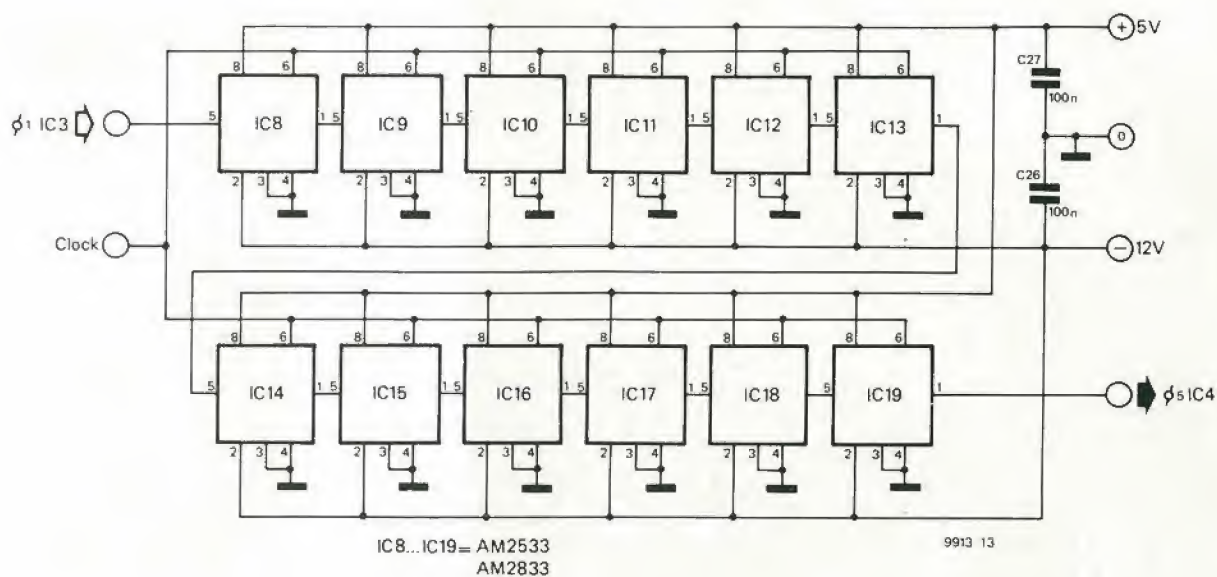 + 5V
8 6 8 6 8 6 8 6 8 6 8 6
C27
100n
ϕ1 IC3
5 IC8 1 5 IC9 1 5 IC10 1 5 IC11 1 5 IC12 1 5 IC13 1
0
2 3 4 2 3 4 2 3 4 2 3 4 2 3 4 2 3 4
C26
100n
Clock
− 12V
8 6 8 6 8 6 8 6 8 6 8 6
5 IC14 1 5 IC15 1 5 IC16 1 5 IC17 1 5 IC18 5 IC19 1
ϕ5 IC4
2 3 4 2 3 4 2 3 4 2 3 4 2 3 4 2 3 4
IC8...IC19= AM2533
AM2833
9913 13